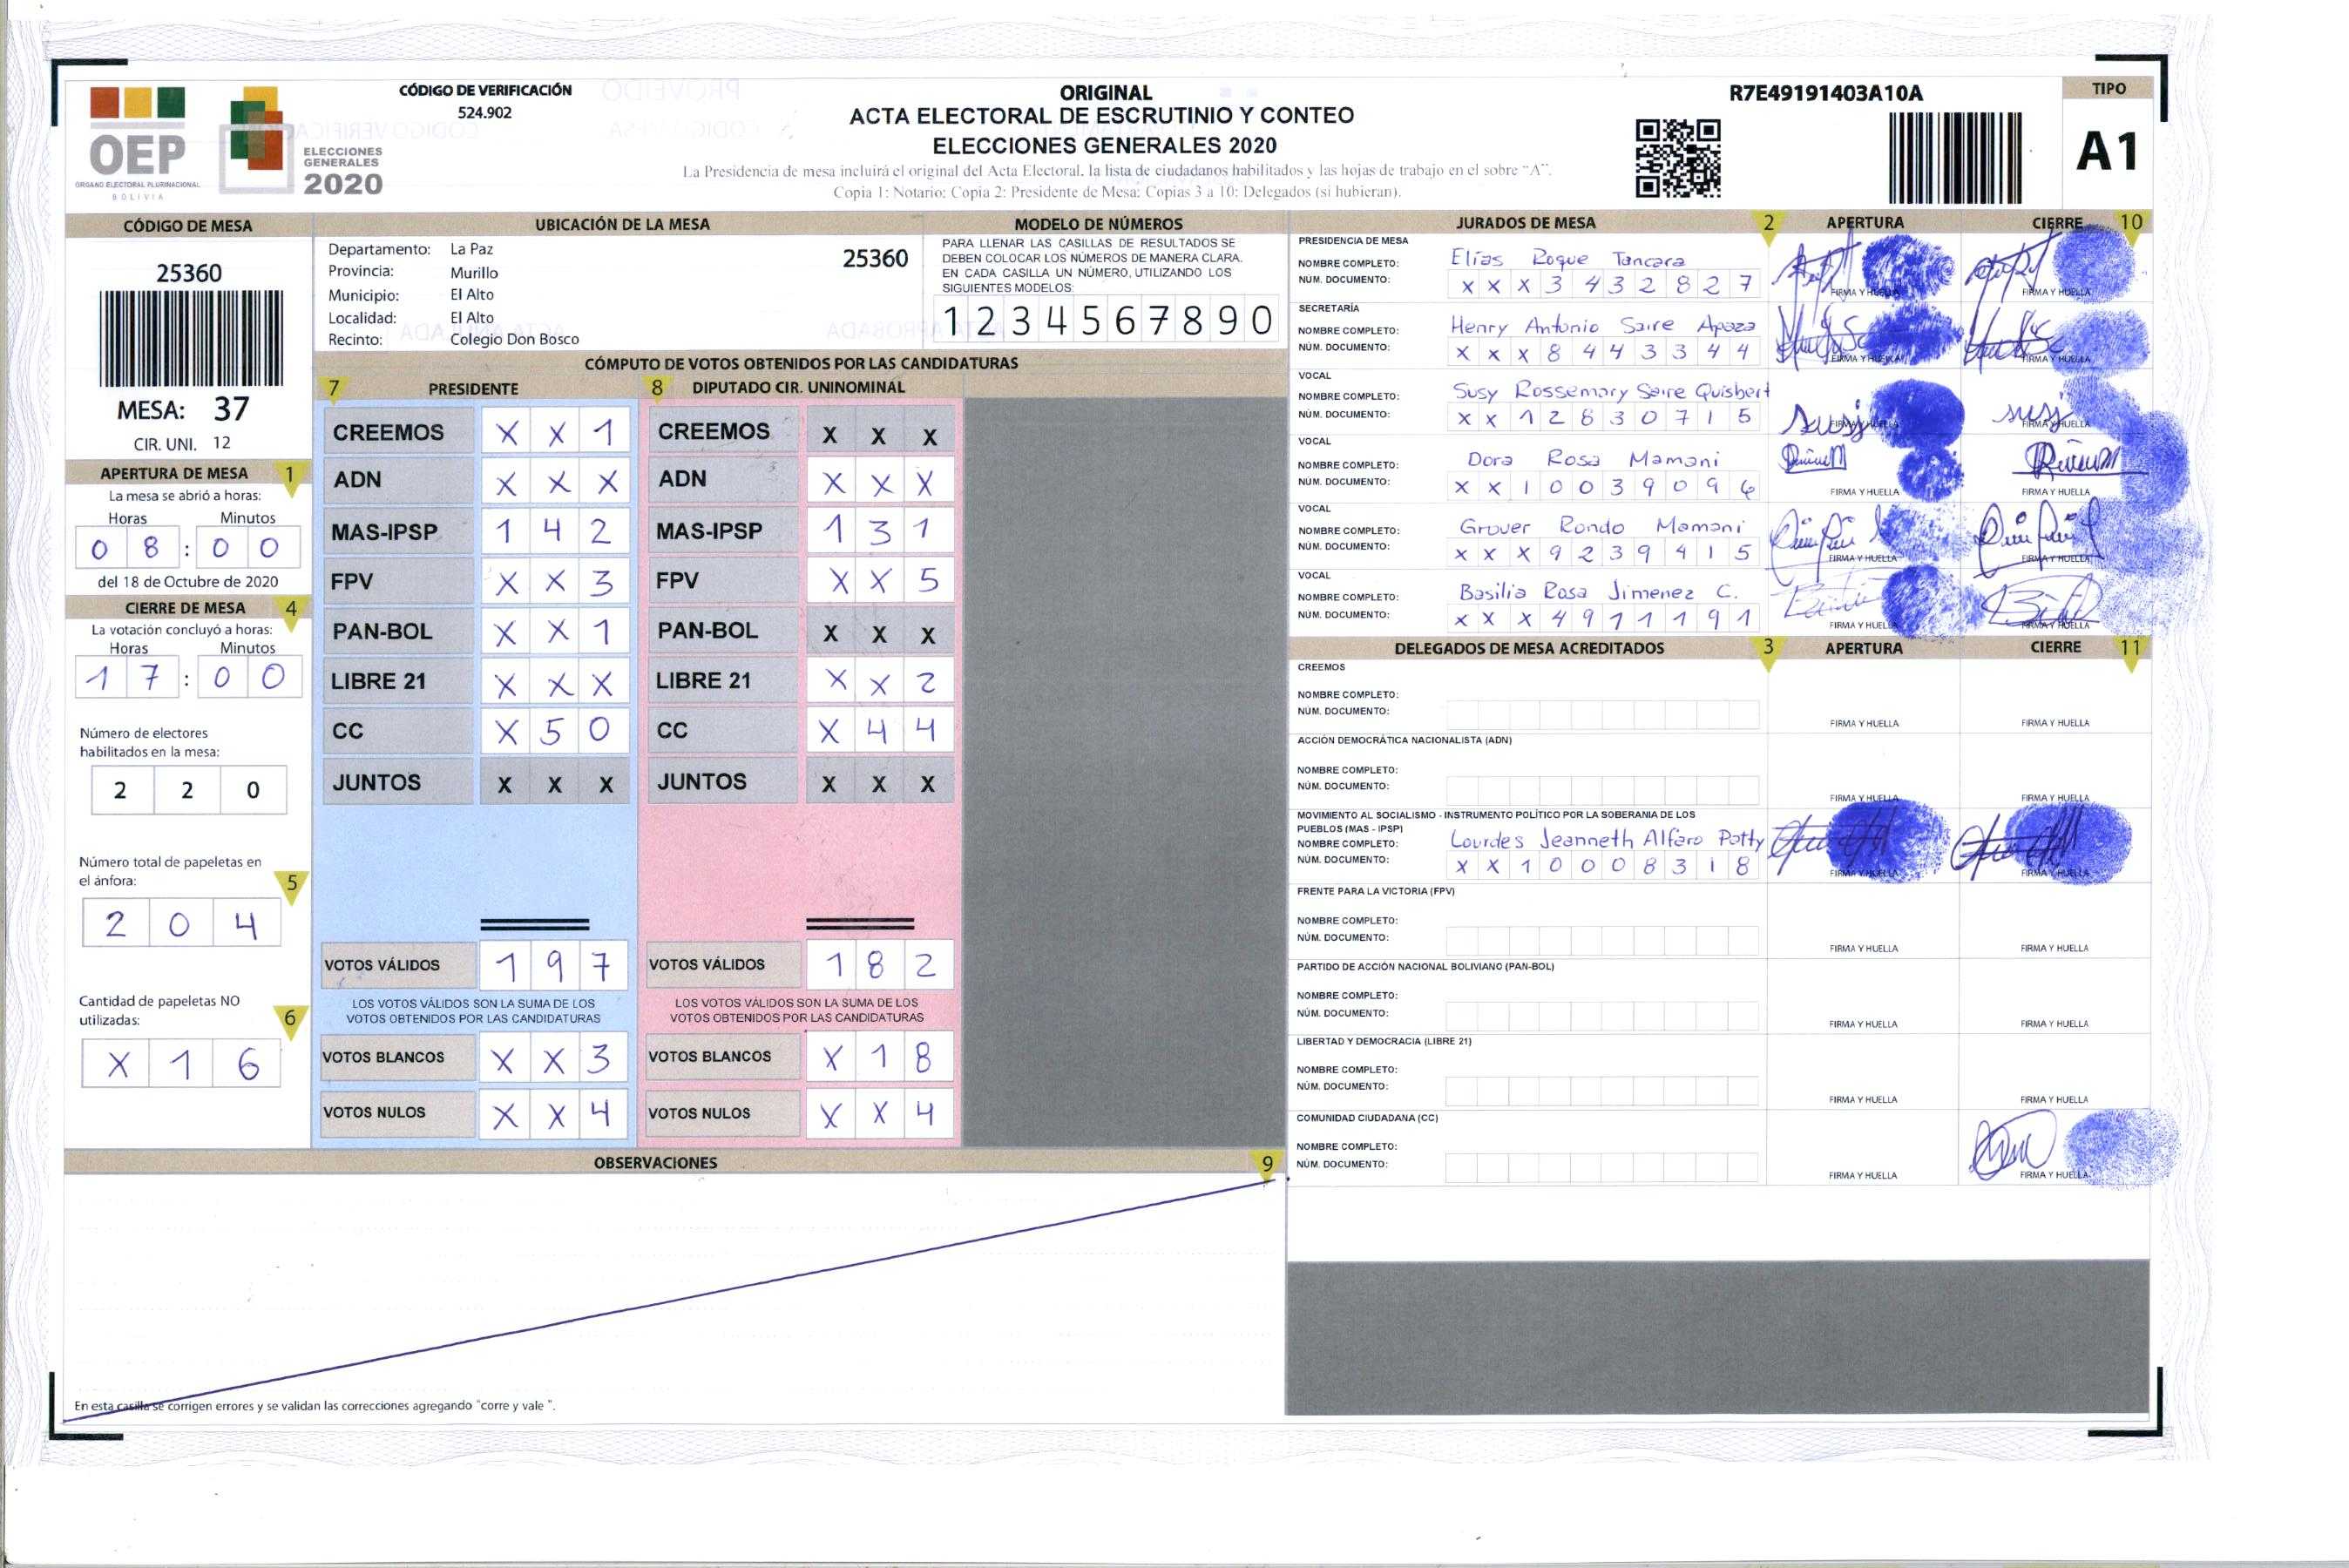 OEP
ORGANO ELECTORAL PLURINACIONAL
BOLIVIA
ELECCIONES
GENERALES
2020
CÓDIGO DE VERIFICACIÓN
524.902
ORIGINAL
ACTA ELECTORAL DE ESCRUTINIO Y CONTEO
ELECCIONES GENERALES 2020
La Presidencia de mesa incluirá el original del Acta Electoral, la lista de ciudadanos habilitados y las hojas de trabajo en el sobre "A".
Copia 1: Notario; Copia 2: Presidente de Mesa; Copias 3 a 10: Delegados (si hubieran).
R7E49191403A10A
TIPO
A1
CÓDIGO DE MESA
25360
MESA: 37
CIR. UNI. 12
APERTURA DE MESA 1
La mesa se abrió a horas:
Horas Minutos
0 8 : 0 0
del 18 de Octubre de 2020
CIERRE DE MESA 4
La votación concluyó a horas:
Horas Minutos
1 7 : 0 0
Número de electores
habilitados en la mesa:
2 2 0
Número total de papeletas en
el ánfora: 5
2 0 4
Cantidad de papeletas NO
utilizadas: 6
X 1 6
UBICACIÓN DE LA MESA
Departamento: La Paz 25360
Provincia: Murillo
Municipio: El Alto
Localidad: El Alto
Recinto: Colegio Don Bosco
MODELO DE NÚMEROS
PARA LLENAR LAS CASILLAS DE RESULTADOS SE
DEBEN COLOCAR LOS NÚMEROS DE MANERA CLARA.
EN CADA CASILLA UN NÚMERO, UTILIZANDO LOS
SIGUIENTES MODELOS:
1 2 3 4 5 6 7 8 9 0
CÓMPUTO DE VOTOS OBTENIDOS POR LAS CANDIDATURAS
7 PRESIDENTE
CREEMOS X X 1
ADN X X X
MAS-IPSP 1 4 2
FPV X X 3
PAN-BOL X X 1
LIBRE 21 X X X
CC X 5 0
JUNTOS X X X
VOTOS VÁLIDOS 1 9 7
LOS VOTOS VÁLIDOS SON LA SUMA DE LOS
VOTOS OBTENIDOS POR LAS CANDIDATURAS
VOTOS BLANCOS X X 3
VOTOS NULOS X X 4
8 DIPUTADO CIR. UNINOMINAL
CREEMOS X X X
ADN X X X
MAS-IPSP 1 3 1
FPV X X 5
PAN-BOL X X X
LIBRE 21 X X 2
CC X 4 4
JUNTOS X X X
VOTOS VÁLIDOS 1 8 2
LOS VOTOS VÁLIDOS SON LA SUMA DE LOS
VOTOS OBTENIDOS POR LAS CANDIDATURAS
VOTOS BLANCOS X 1 8
VOTOS NULOS X X 4
OBSERVACIONES 9
En esta casilla se corrigen errores y se validan las correcciones agregando "corre y vale ".
JURADOS DE MESA 2 APERTURA CIERRE 10
PRESIDENCIA DE MESA
NOMBRE COMPLETO: Elías Roque Tancara
NÚM. DOCUMENTO: X X X 3 4 3 2 8 2 7
FIRMA Y HUELLA FIRMA Y HUELLA
SECRETARÍA
NOMBRE COMPLETO: Henry Antonio Saire Apaza
NÚM. DOCUMENTO: X X X 8 4 4 3 3 4 4
FIRMA Y HUELLA FIRMA Y HUELLA
VOCAL
NOMBRE COMPLETO: Susy Rossemary Saire Quisbert
NÚM. DOCUMENTO: X X 1 2 8 3 0 7 1 5
FIRMA Y HUELLA FIRMA Y HUELLA
VOCAL
NOMBRE COMPLETO: Dora Rosa Mamani
NÚM. DOCUMENTO: X X 1 0 0 3 9 0 9 6
FIRMA Y HUELLA FIRMA Y HUELLA
VOCAL
NOMBRE COMPLETO: Grover Rondo Mamani
NÚM. DOCUMENTO: X X X 9 2 3 9 4 1 5
FIRMA Y HUELLA FIRMA Y HUELLA
VOCAL
NOMBRE COMPLETO: Basilia Rosa Jimenez C.
NÚM. DOCUMENTO: X X X 4 9 1 1 1 9 1
FIRMA Y HUELLA FIRMA Y HUELLA
DELEGADOS DE MESA ACREDITADOS 3 APERTURA CIERRE 11
CREEMOS
NOMBRE COMPLETO:
NÚM. DOCUMENTO:
FIRMA Y HUELLA FIRMA Y HUELLA
ACCIÓN DEMOCRÁTICA NACIONALISTA (ADN)
NOMBRE COMPLETO:
NÚM. DOCUMENTO:
FIRMA Y HUELLA FIRMA Y HUELLA
MOVIMIENTO AL SOCIALISMO - INSTRUMENTO POLÍTICO POR LA SOBERANIA DE LOS
PUEBLOS (MAS - IPSP)
NOMBRE COMPLETO: Lourdes Jeanneth Alfaro Patty
NÚM. DOCUMENTO: X X 1 0 0 0 8 3 1 8
FIRMA Y HUELLA FIRMA Y HUELLA
FRENTE PARA LA VICTORIA (FPV)
NOMBRE COMPLETO:
NÚM. DOCUMENTO:
FIRMA Y HUELLA FIRMA Y HUELLA
PARTIDO DE ACCIÓN NACIONAL BOLIVIANO (PAN-BOL)
NOMBRE COMPLETO:
NÚM. DOCUMENTO:
FIRMA Y HUELLA FIRMA Y HUELLA
LIBERTAD Y DEMOCRACIA (LIBRE 21)
NOMBRE COMPLETO:
NÚM. DOCUMENTO:
FIRMA Y HUELLA FIRMA Y HUELLA
COMUNIDAD CIUDADANA (CC)
NOMBRE COMPLETO:
NÚM. DOCUMENTO:
FIRMA Y HUELLA FIRMA Y HUELLA